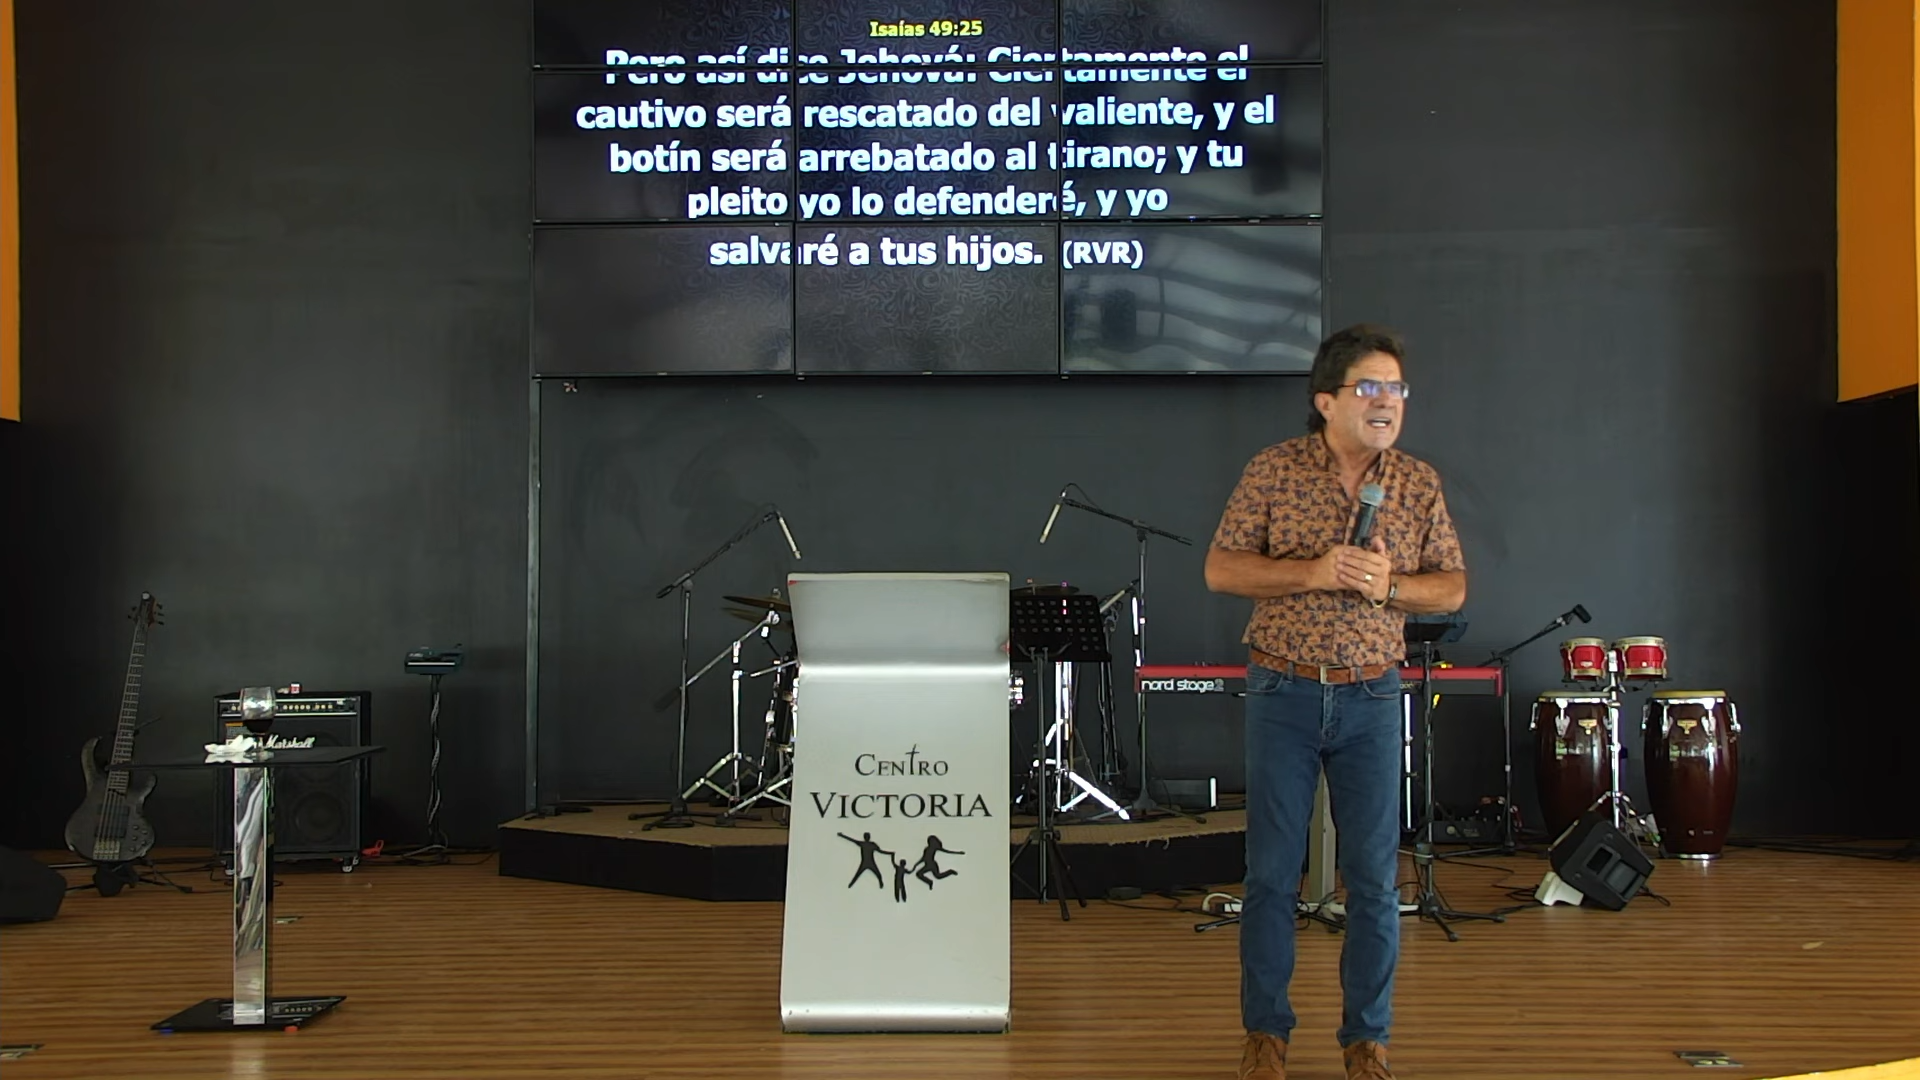 Isaías 49:25
Pero así dice Jehová: Ciertamente el
cautivo será rescatado del valiente, y el
botín será arrebatado al tirano; y tu
pleito yo lo defenderé, y yo
salvaré a tus hijos. (RVR)
nord stage 2
Marshall
CENTRO
VICTORIA